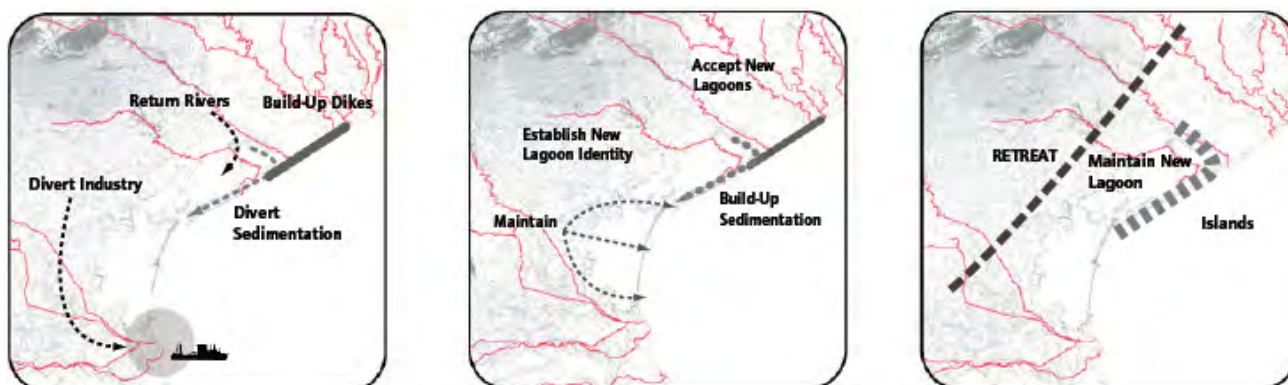 Return Rivers
Build-Up Dikes
Divert Industry
Divert
Sedimentation
Accept New
Lagoons
Establish New
Lagoon Identity
Maintain
Build-Up
Sedimentation
RETREAT
Maintain New
Lagoon
Islands